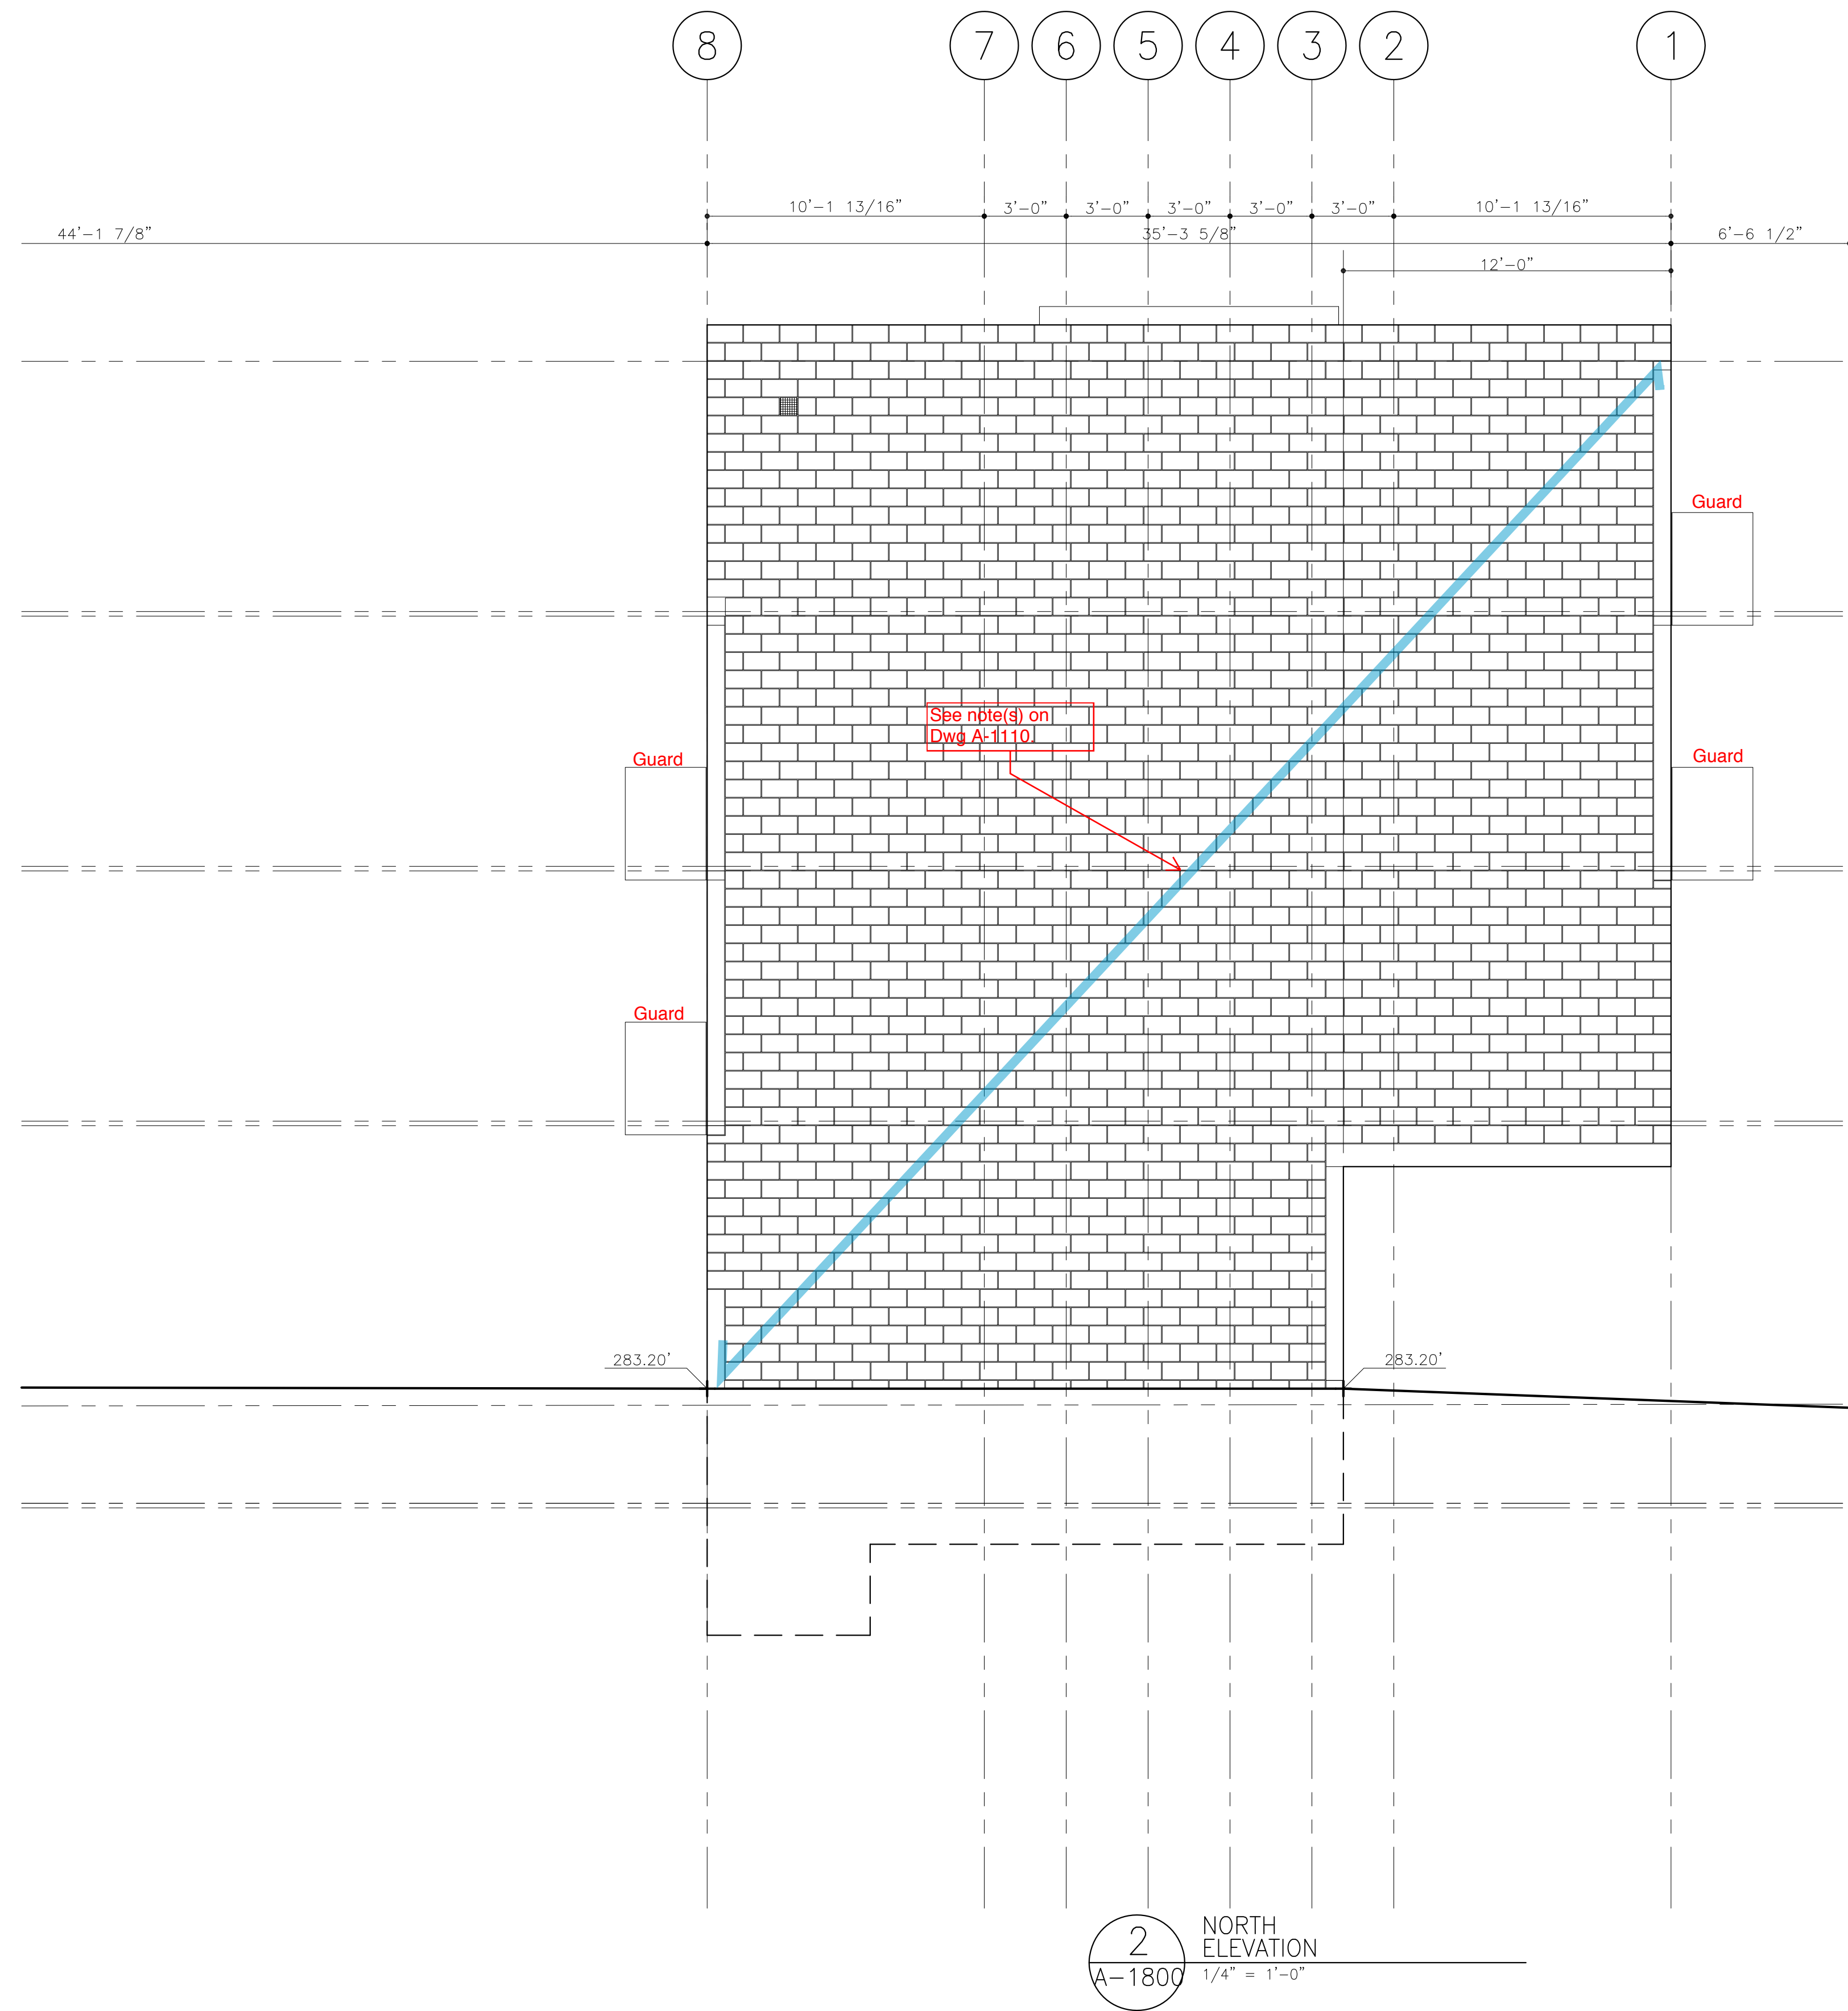 8 7 6 5 4 3 2 1
10'-1 13/16" 3'-0" 3'-0" 3'-0" 3'-0" 3'-0" 10'-1 13/16"
44'-1 7/8" 35'-3 5/8" 6'-6 1/2"
12'-0"
Guard
See note(s) on
Dwg A-1110.
Guard
Guard
Guard
283.20'
283.20'
2
A-1800
NORTH
ELEVATION
1/4" = 1'-0"